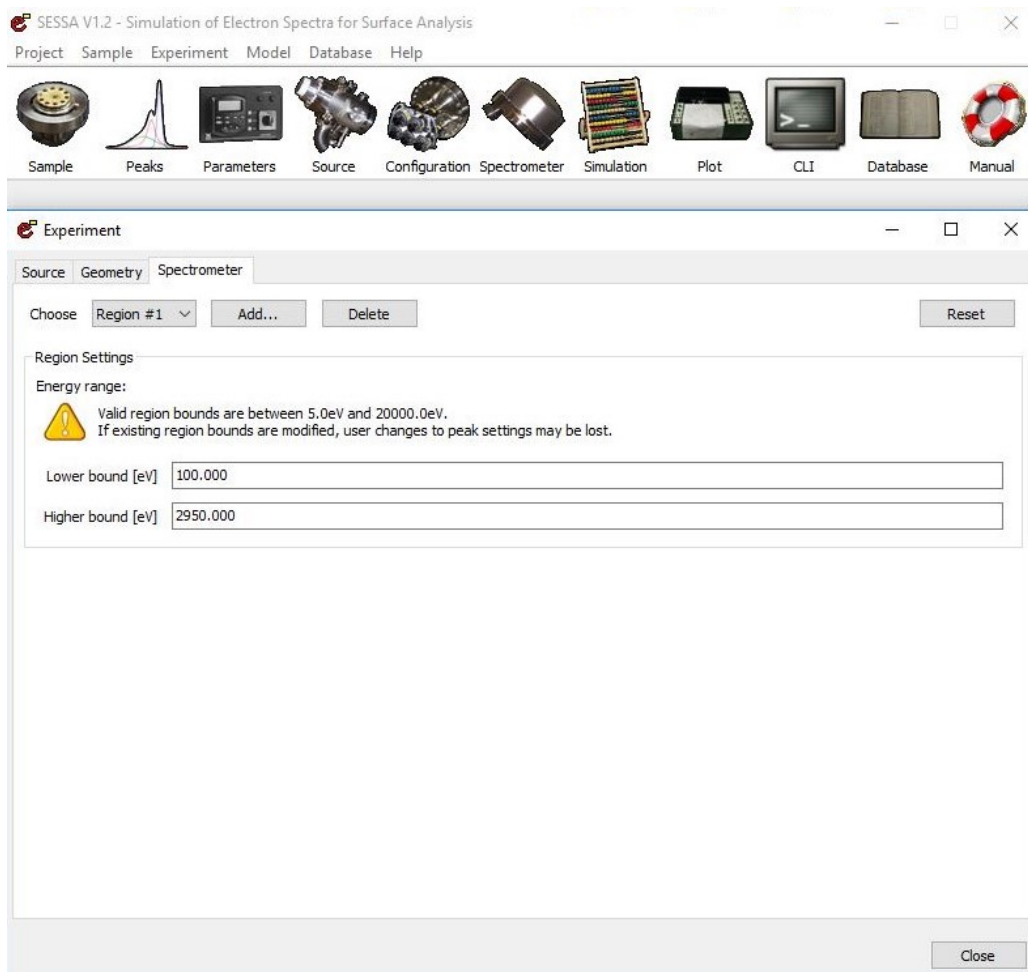 SESSA V1.2 - Simulation of Electron Spectra for Surface Analysis
Project Sample Experiment Model Database Help
Sample Peaks Parameters Source Configuration Spectrometer Simulation Plot CLI Database Manual
Experiment
Source Geometry Spectrometer
Choose Region #1 Add... Delete Reset
Region Settings
Energy range:
Valid region bounds are between 5.0eV and 20000.0eV.
If existing region bounds are modified, user changes to peak settings may be lost.
Lower bound [eV] 100.000
Higher bound [eV] 2950.000
Close